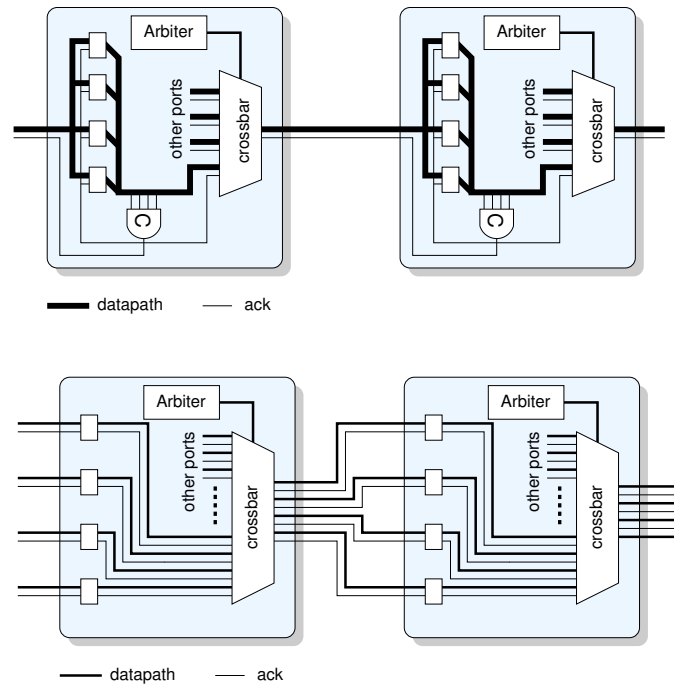 Arbiter
other ports
crossbar
C
Arbiter
other ports
crossbar
C
datapath
ack
Arbiter
other ports
crossbar
Arbiter
other ports
crossbar
datapath
ack